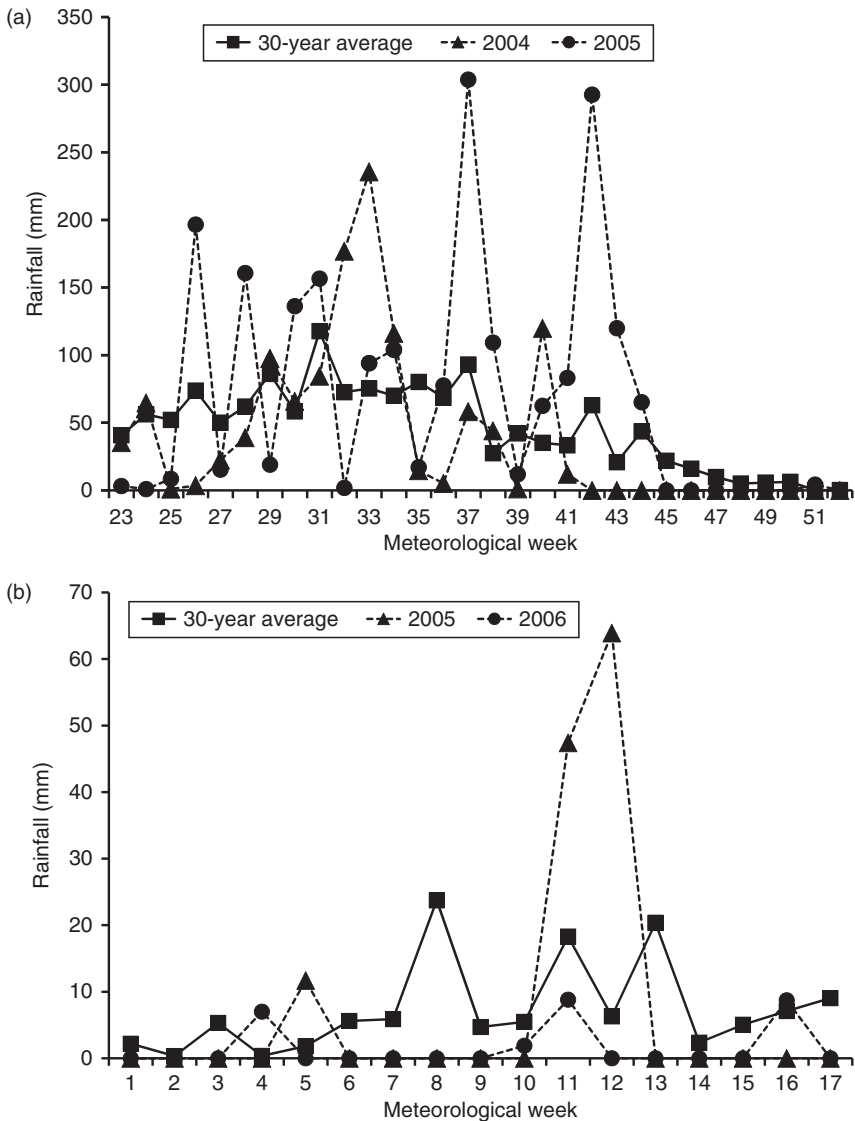 (a)
350
300
250
200
150
100
50
0
Rainfall (mm)
30-year average 2004 2005
23 25 27 29 31 33 35 37 39 41 43 45 47 49 51
Meteorological week
(b)
70
60
50
40
30
20
10
0
Rainfall (mm)
30-year average 2005 2006
1 2 3 4 5 6 7 8 9 10 11 12 13 14 15 16 17
Meteorological week